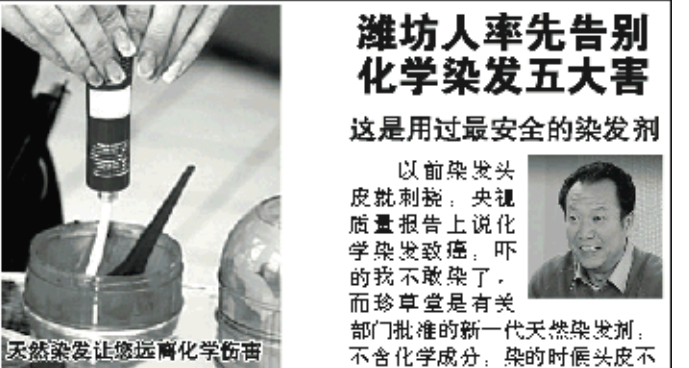 潍坊人率先告别
化学染发五大害
这是用过最安全的染发剂
以前染发头
皮就刺挠，央视
质量报告上说化
学染发致癌，吓
的我不敢染了，
而珍草堂是有关
部门批准的新一代天然染发剂，
不含化学成分，染的时候头皮不
天然染发让您远离化学伤害